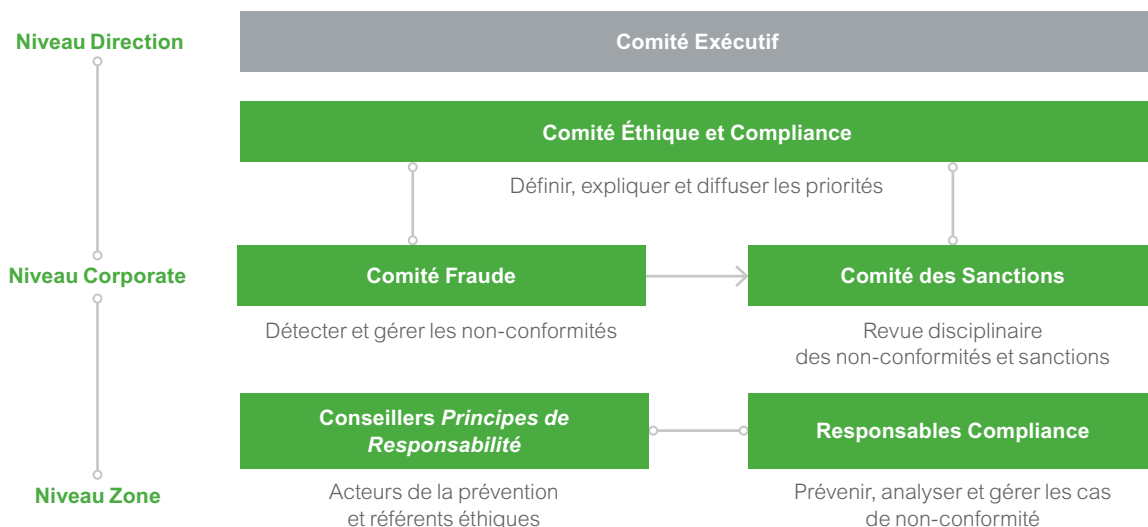 Niveau Direction
Comité Exécutif
Comité Éthique et Compliance
Définir, expliquer et diffuser les priorités
Niveau Corporate
Comité Fraude
Comité des Sanctions
Détecter et gérer les non-conformités
Revue disciplinaire
des non-conformités et sanctions
Conseillers Principes de
Responsabilité
Responsables Compliance
Niveau Zone
Acteurs de la prévention
et référents éthiques
Prévenir, analyser et gérer les cas
de non-conformité